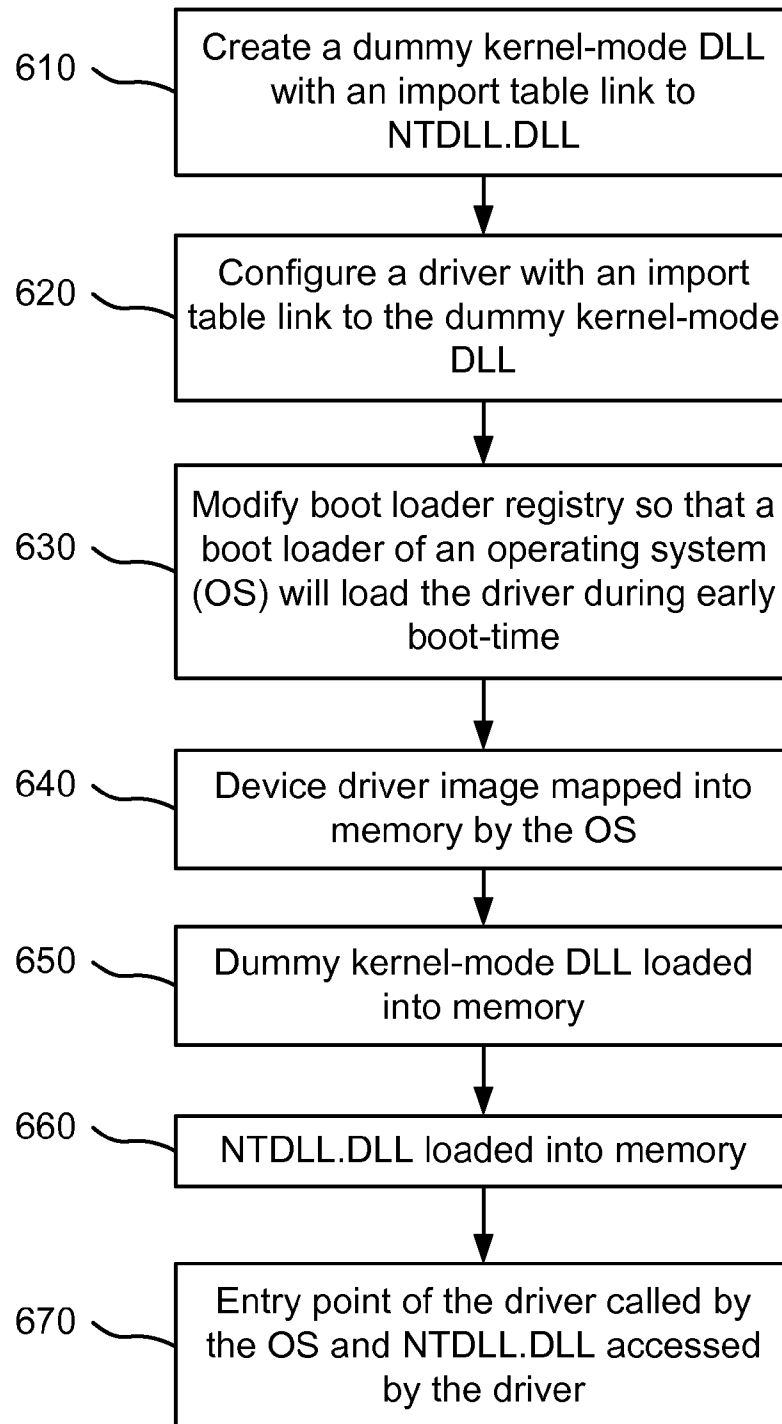 610
Create a dummy kernel-mode DLL
with an import table link to
NTDLL.DLL
620
Configure a driver with an import
table link to the dummy kernel-mode
DLL
630
Modify boot loader registry so that a
boot loader of an operating system
(OS) will load the driver during early
boot-time
640
Device driver image mapped into
memory by the OS
650
Dummy kernel-mode DLL loaded
into memory
660
NTDLL.DLL loaded into memory
670
Entry point of the driver called by
the OS and NTDLL.DLL accessed
by the driver